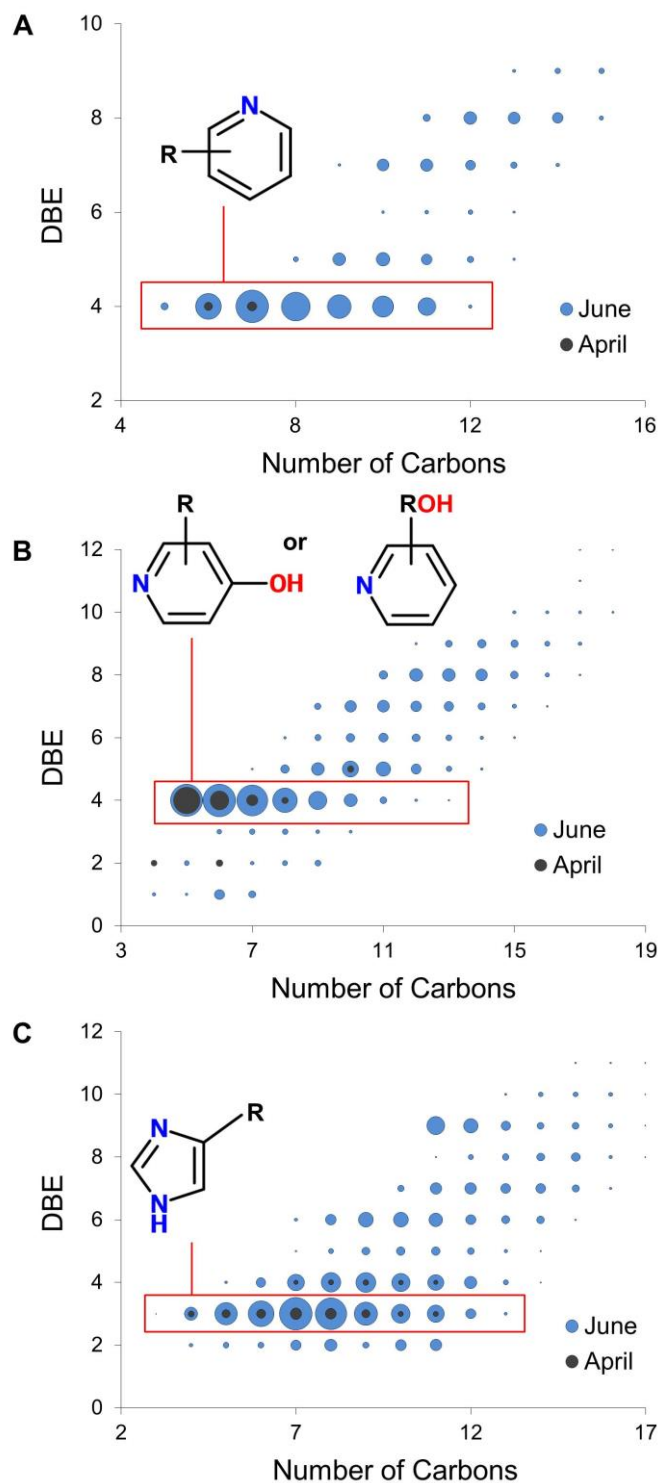 A
10
8
6
4
2
DBE
N
R
June
April
4 8 12 16
Number of Carbons
B
R
N
OH
or
ROH
N
12
10
8
6
4
2
0
DBE
June
April
3 7 11 15 19
Number of Carbons
C
12
10
8
6
4
2
0
DBE
N
R
N
H
June
April
2 7 12 17
Number of Carbons